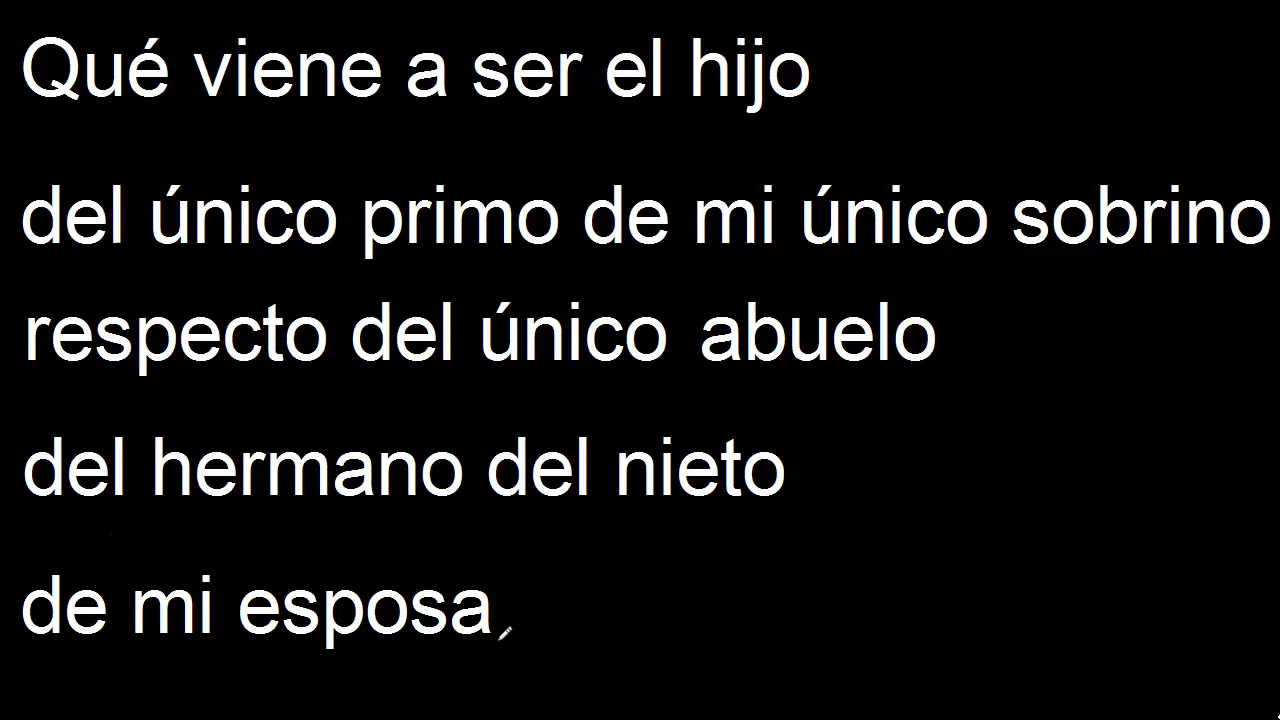 Qué viene a ser el hijo
del único primo de mi único sobrino
respecto del único abuelo
del hermano del nieto
de mi esposa